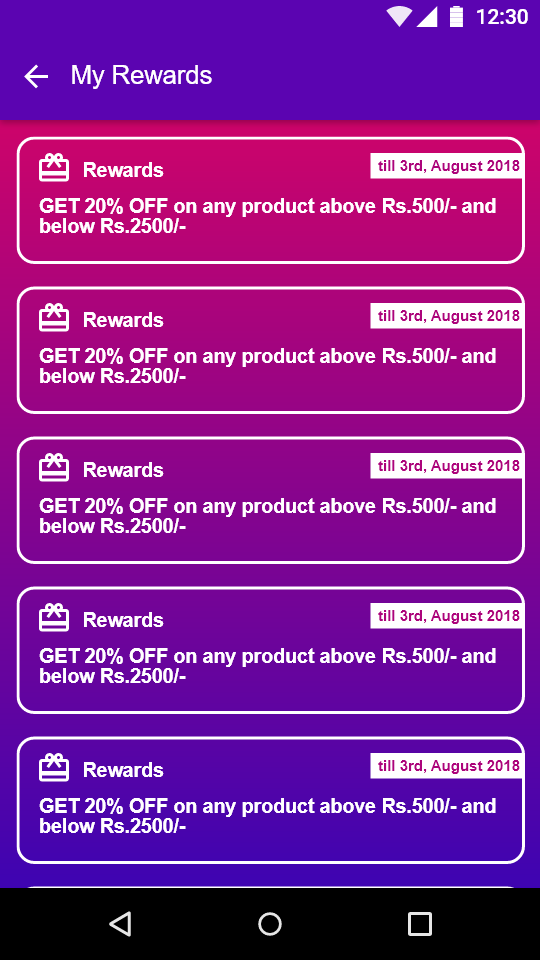 12:30
My Rewards
Rewards
till 3rd, August 2018
GET 20% OFF on any product above Rs.500/- and
below Rs.2500/-
Rewards
till 3rd, August 2018
GET 20% OFF on any product above Rs.500/- and
below Rs.2500/-
Rewards
till 3rd, August 2018
GET 20% OFF on any product above Rs.500/- and
below Rs.2500/-
Rewards
till 3rd, August 2018
GET 20% OFF on any product above Rs.500/- and
below Rs.2500/-
Rewards
till 3rd, August 2018
GET 20% OFF on any product above Rs.500/- and
below Rs.2500/-